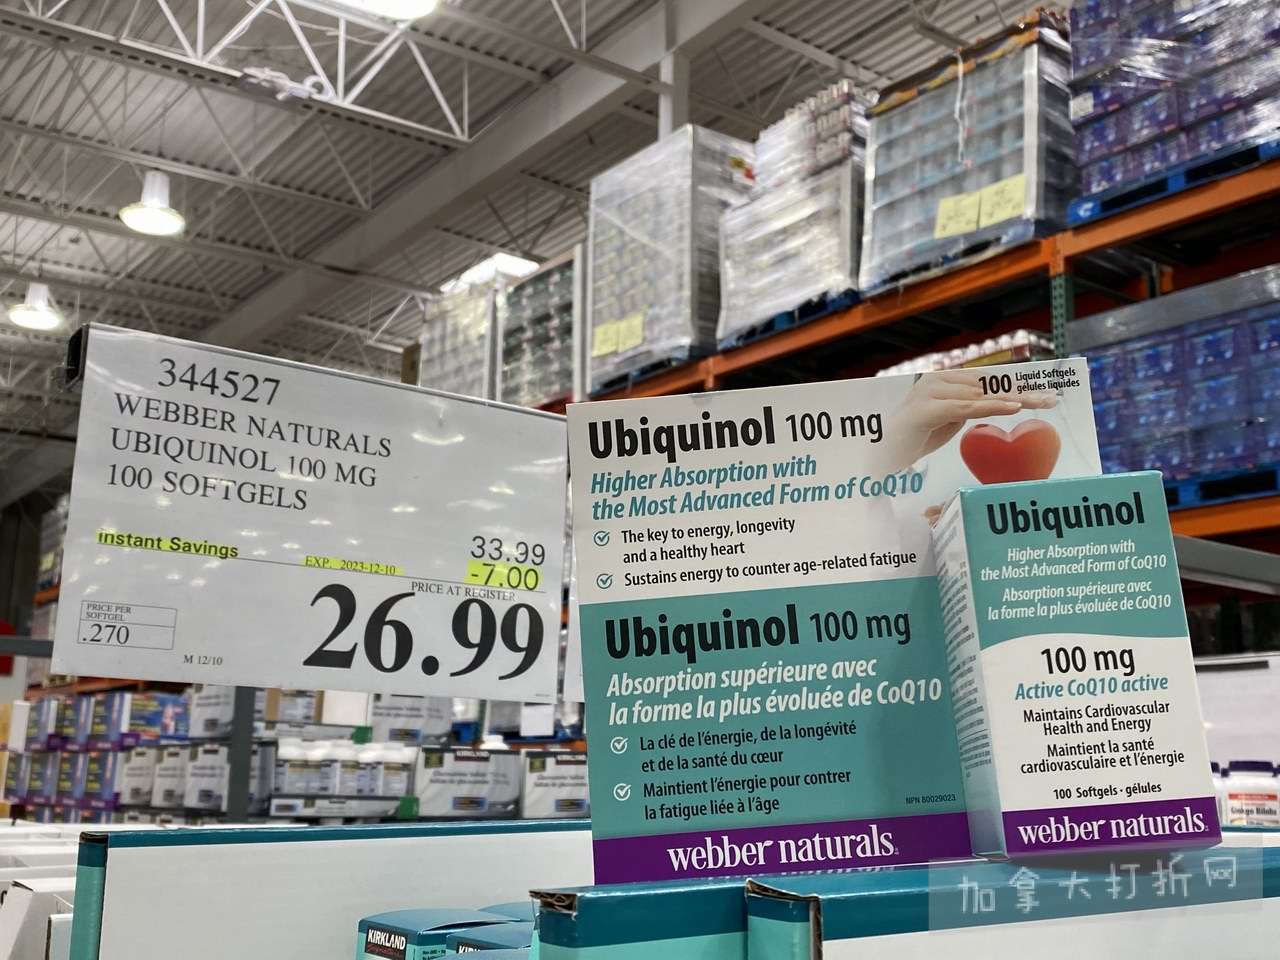 344527
WEBBER NATURALS
UBIQUINOL 100 MG
100 SOFTGELS
instant Savings
EXP. 2023-12-10
33.99
-7.00
PRICE AT REGISTER
26.99
PRICE PER
SOFTGEL
.270
M 12/10
100 Liquid Softgels
gélules liquides
Ubiquinol 100 mg
Higher Absorption with
the Most Advanced Form of CoQ10
The key to energy, longevity
and a healthy heart
Sustains energy to counter age-related fatigue
Ubiquinol 100 mg
Absorption supérieure avec
la forme la plus évoluée de CoQ10
La clé de l'énergie, de la longévité
et de la santé du cœur
Maintient l'énergie pour contrer
la fatigue liée à l'âge
NPN 80029023
webber naturals
Ubiquinol
Higher Absorption with
the Most Advanced Form of CoQ10
Absorption supérieure avec
la forme la plus évoluée de CoQ10
100 mg
Active CoQ10 active
Maintains Cardiovascular
Health and Energy
Maintient la santé
cardiovasculaire et l'énergie
100 Softgels · gélules
webber naturals
KIRKLAND
KIRKLAND
Ginkgo Biloba
加拿大打折网